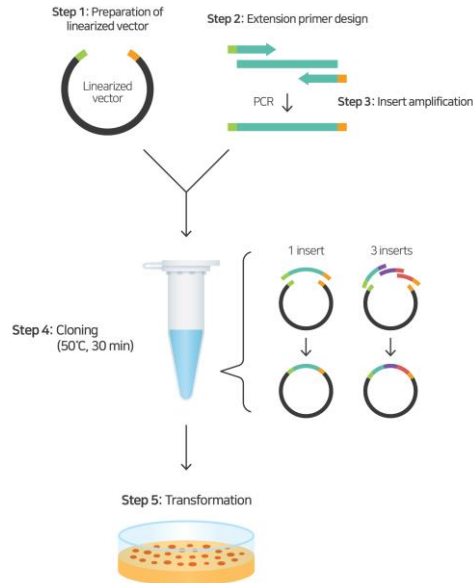 Step 1: Preparation of
linearized vector
Linearized
vector
Step 2: Extension primer design
PCR
Step 3: Insert amplification
Step 4: Cloning
(50℃, 30 min)
1 insert
3 inserts
Step 5: Transformation